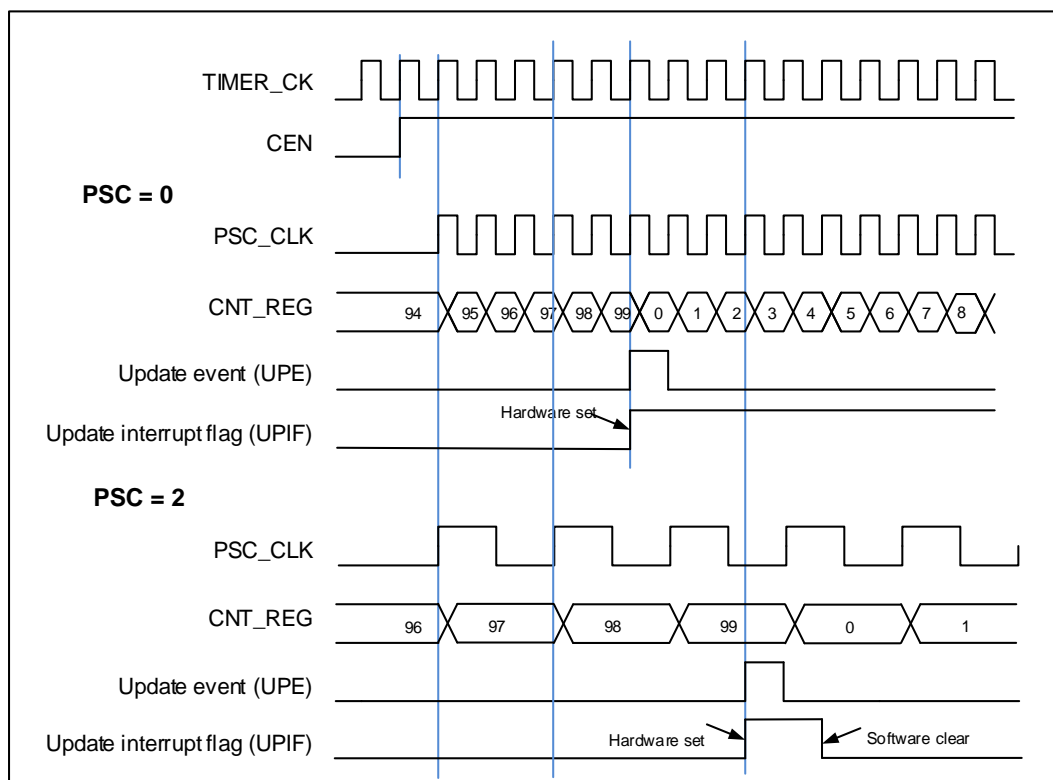 TIMER_CK
CEN
PSC = 0
PSC_CLK
CNT_REG 94 95 96 97 98 99 0 1 2 3 4 5 6 7 8
Update event (UPE)
Hardware set
Update interrupt flag (UPIF)
PSC = 2
PSC_CLK
CNT_REG 96 97 98 99 0 1
Update event (UPE)
Update interrupt flag (UPIF) Hardware set Software clear